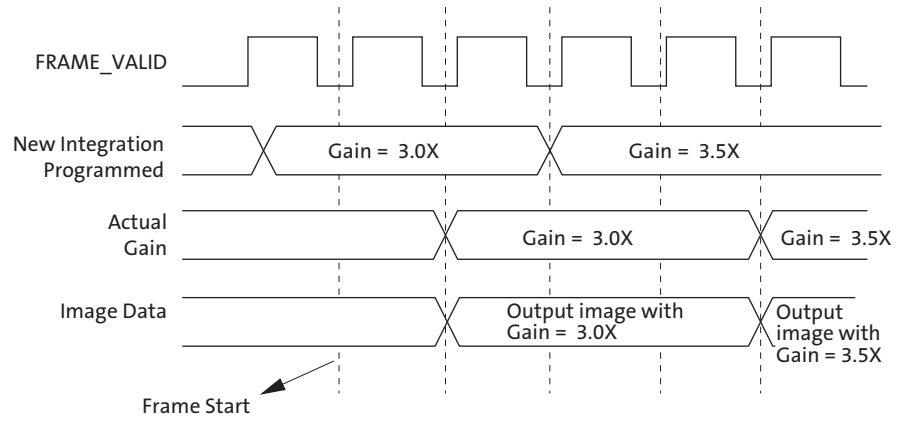 FRAME_VALID
New Integration
Programmed
Gain = 3.0X
Gain = 3.5X
Actual
Gain
Gain = 3.0X
Gain = 3.5X
Image Data
Output image with
Gain = 3.0X
Output
image with
Gain = 3.5X
Frame Start